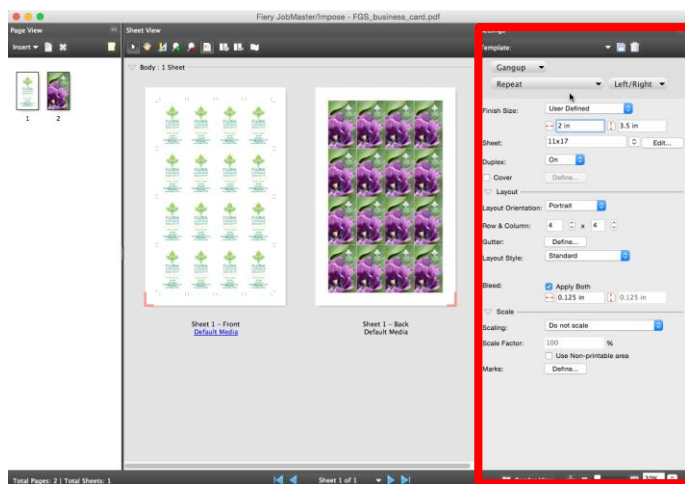 Fiery JobMaster/Impose - FGS_business_card.pdf
Page View
Sheet View
Insert
Template:
Body : 1 Sheet
Gangup
Repeat
Left/Right
1
2
Finish Size:
User Defined
2 in
3.5 in
Sheet:
11x17
Edit...
Duplex:
On
Cover
Define...
Layout
Layout Orientation:
Portrait
Row & Column:
4
x
4
Gutter:
Define...
Layout Style:
Standard
Bleed:
Apply Both
0.125 in
0.125 in
Scale
Sheet 1 - Front
Default Media
Sheet 1 - Back
Default Media
Scaling:
Do not scale
Scale Factor:
100
%
Use Non-printable area
Marks:
Define...
Total Pages: 2 | Total Sheets: 1
Sheet 1 of 1
30%